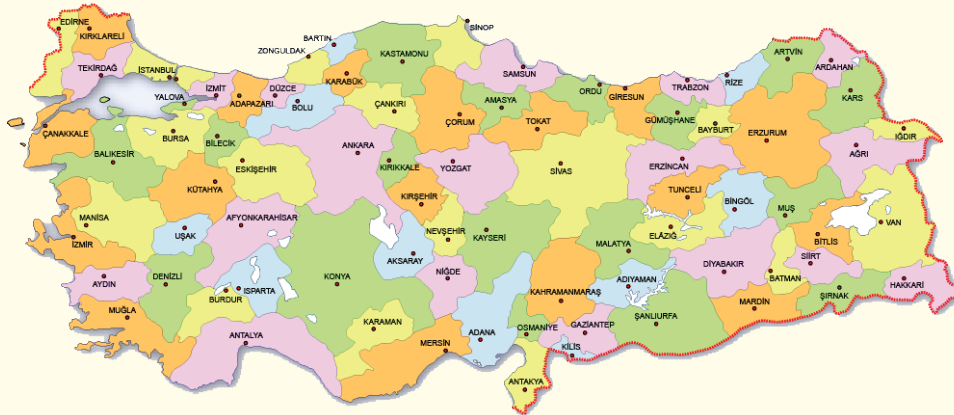 EDİRNE
KIRKLARELİ
TEKİRDAĞ
İSTANBUL
YALOVA
İZMİT
ADAPAZARI
DÜZCE
BOLU
ZONGULDAK
BARTIN
KARABÜK
KASTAMONU
SİNOP
ÇANKIRI
SAMSUN
AMASYA
ÇORUM
TOKAT
ORDU
GİRESUN
TRABZON
GÜMÜŞHANE
BAYBURT
RİZE
ARTVİN
ARDAHAN
KARS
IĞDIR
AĞRI
ERZURUM
ERZİNCAN
ÇANAKKALE
BALIKESİR
BURSA
BİLECİK
ESKİŞEHİR
KÜTAHYA
ANKARA
KIRIKKALE
YOZGAT
KIRŞEHİR
SİVAS
TUNCELİ
BİNGÖL
MUŞ
VAN
BİTLİS
MANİSA
İZMİR
UŞAK
AFYONKARAHİSAR
NEVŞEHİR
KAYSERİ
AKSARAY
MALATYA
ELAZIĞ
DİYABAKIR
BATMAN
SİİRT
HAKKARİ
ŞIRNAK
MARDİN
AYDIN
DENİZLİ
BURDUR
ISPARTA
KONYA
NİĞDE
KAHRAMANMARAŞ
ADIYAMAN
ŞANLIURFA
MUĞLA
ANTALYA
KARAMAN
MERSİN
ADANA
OSMANİYE
GAZİANTEP
KİLİS
ANTAKYA